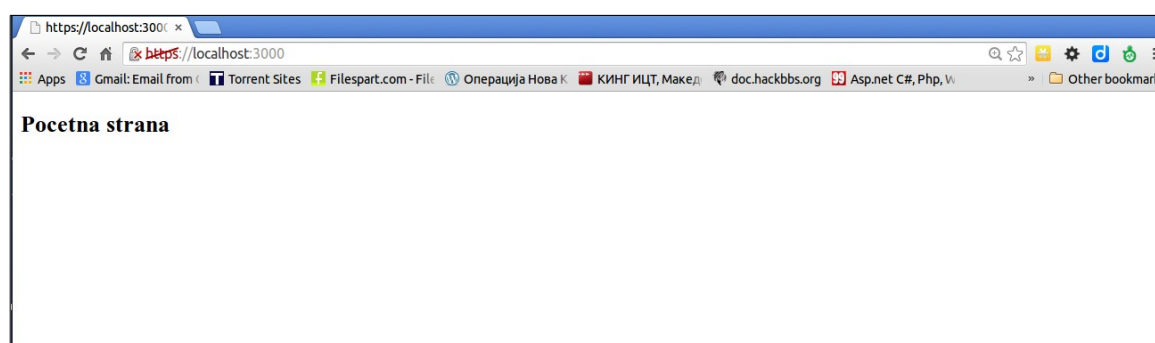 https://localhost:300
https://localhost:3000
Apps Gmail: Email from Torrent Sites Filespart.com - File Операција Нова К КИНГ ИЦТ, Македо doc.hackbbs.org Asp.net C#, Php, W » Other bookmar
Pocetna strana